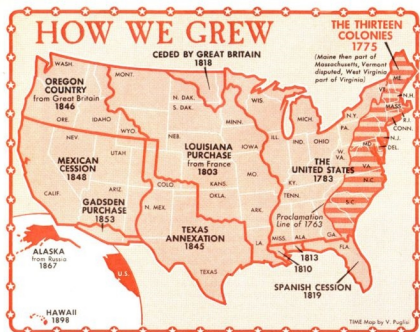 HOW WE GREW
THE THIRTEEN
COLONIES
1775
(Maine then part of
Massachusetts, Vermont
disputed, West Virginia
part of Virginia)
CEDED BY GREAT BRITAIN
1818
WASH.
MONT.
OREGON
COUNTRY
from Great Britain
1846
ORE.
IDAHO
WYO.
N. DAK.
S. DAK.
MINN.
WIS.
MICH.
NEB.
IOWA
ILL.
IND.
OHIO
N.Y.
PA.
VT.
ME.
N.H.
MASS.
R.I.
CONN.
N.J.
DEL.
MD.
W.
VA.
VA.
NEV.
UTAH
MEXICAN
CESSION
1848
CALIF.
ARIZ.
LOUISIANA
PURCHASE
from France
1803
COLO.
KANS.
MO.
KY.
THE
UNITED STATES
1783
N.C.
TENN.
OKLA.
ARK.
S.C.
N. MEX.
GADSDEN
PURCHASE
1853
TEXAS
ANNEXATION
1845
TEXAS
LA.
MISS.
ALA.
GA.
FLA.
Proclamation
Line of 1763
1813
1810
SPANISH CESSION
1819
ALASKA
from Russia
1867
U.S.
HAWAII
1898
TIME Map by V. Puglisi